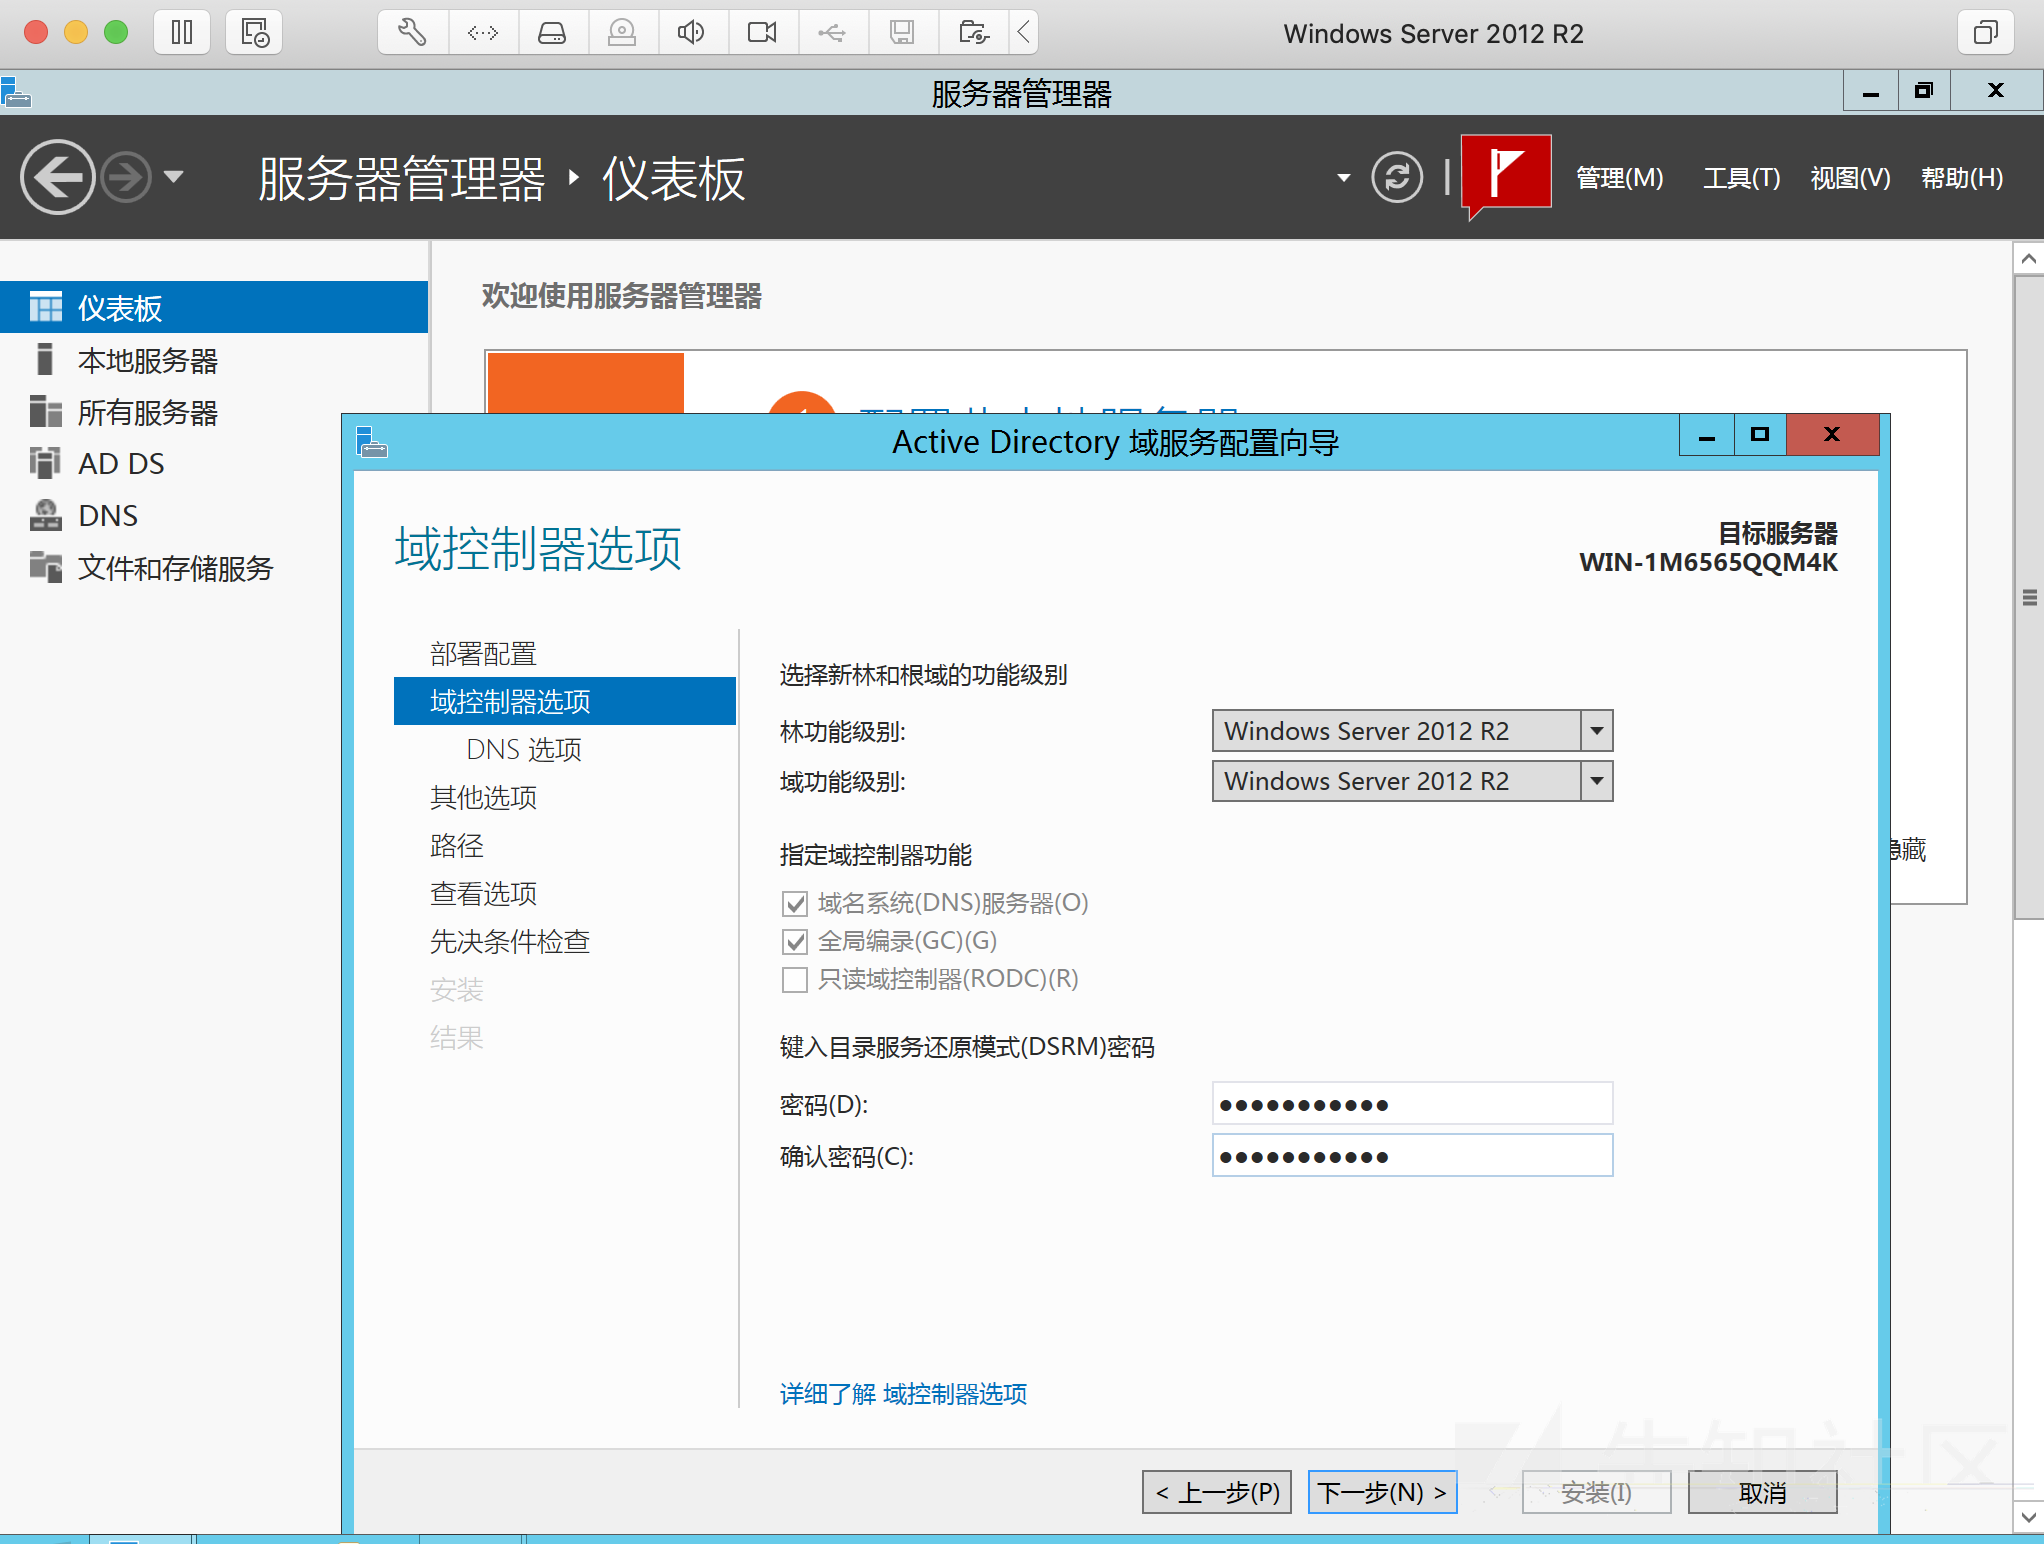 Windows Server 2012 R2
服务器管理器
服务器管理器 ‣ 仪表板
管理(M) 工具(T) 视图(V) 帮助(H)
仪表板
本地服务器
所有服务器
AD DS
DNS
文件和存储服务
欢迎使用服务器管理器
Active Directory 域服务配置向导
域控制器选项
目标服务器
WIN-1M6565QQM4K
部署配置
域控制器选项
DNS 选项
其他选项
路径
查看选项
先决条件检查
安装
结果
选择新林和根域的功能级别
林功能级别: Windows Server 2012 R2
域功能级别: Windows Server 2012 R2
指定域控制器功能
域名系统(DNS)服务器(O)
全局编录(GC)(G)
只读域控制器(RODC)(R)
键入目录服务还原模式(DSRM)密码
密码(D): ●●●●●●●●●●●
确认密码(C): ●●●●●●●●●●●
详细了解 域控制器选项
隐藏
< 上一步(P) 下一步(N) > 安装(I) 取消
先知社区